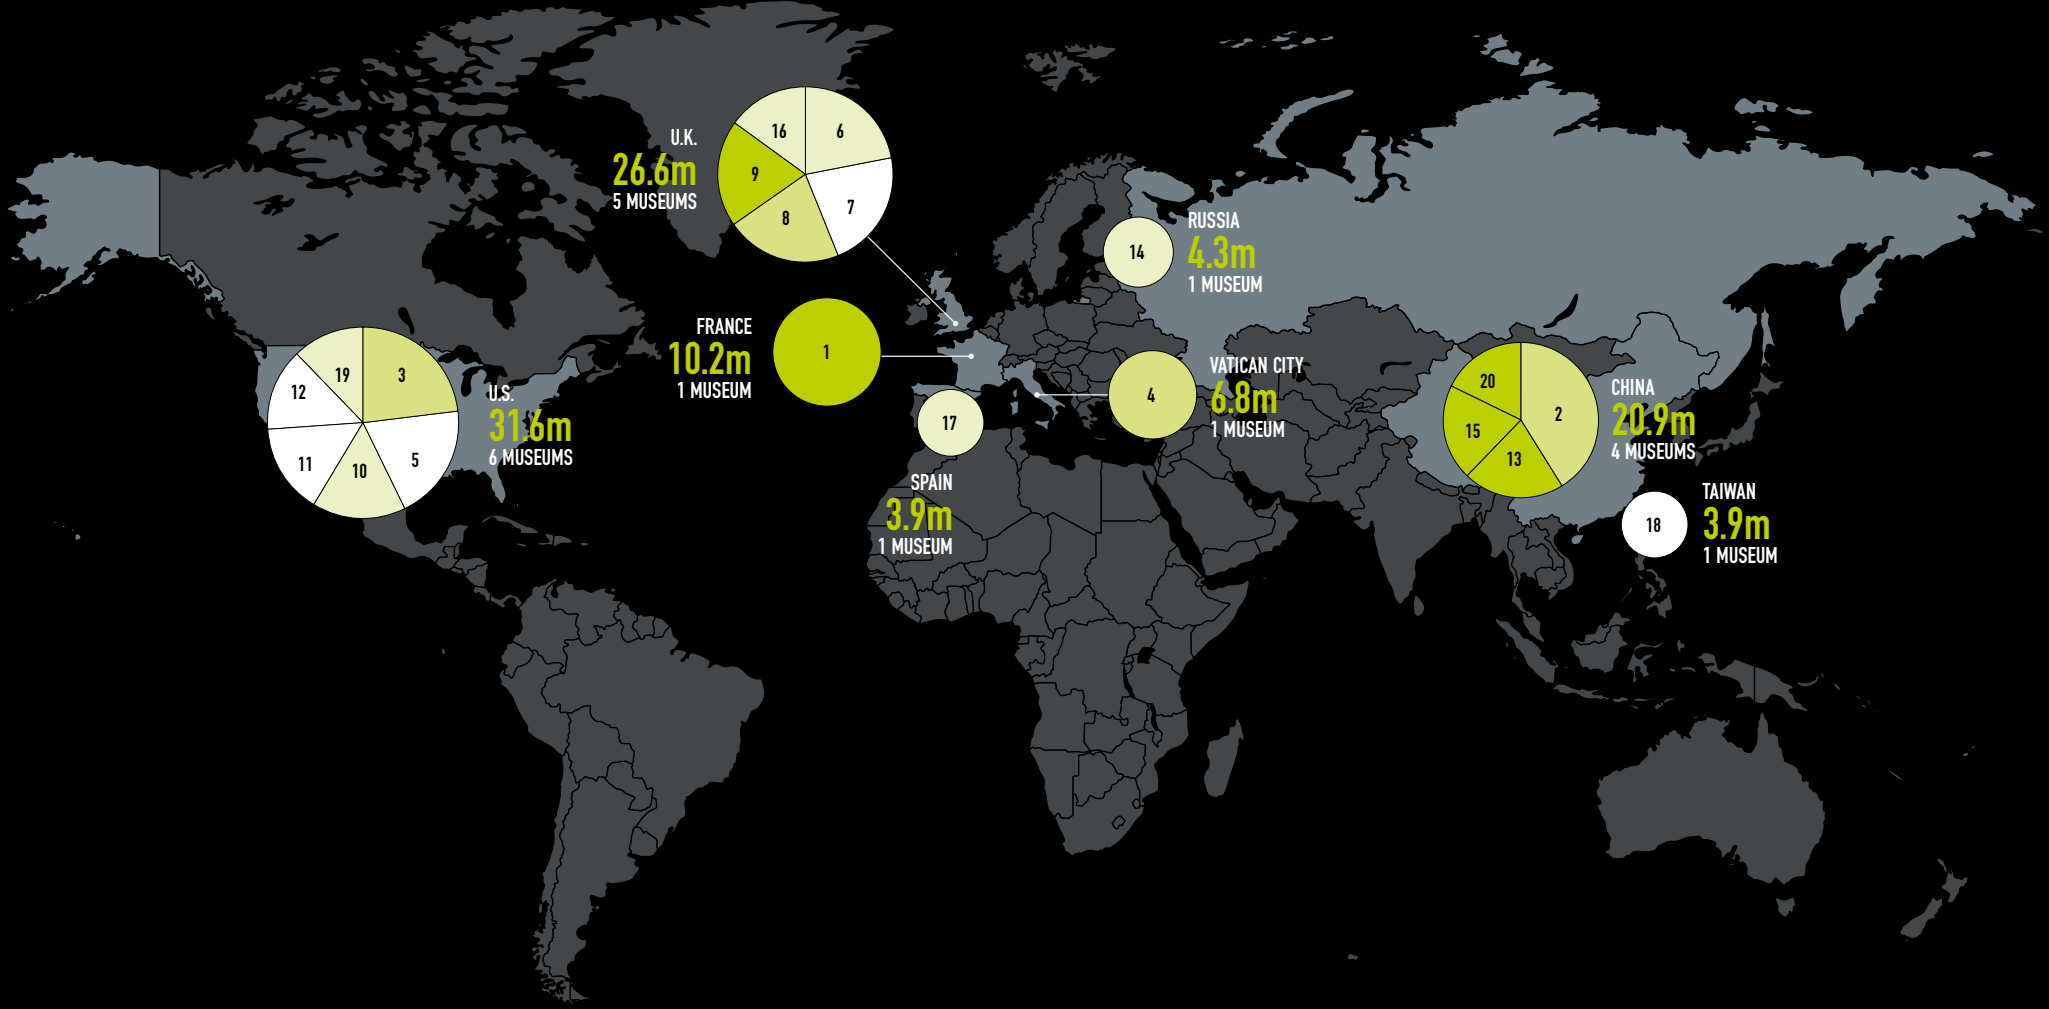 U.K.
26.6m
5 MUSEUMS
16
6
9
7
8
RUSSIA
4.3m
1 MUSEUM
14
FRANCE
10.2m
1 MUSEUM
1
U.S.
31.6m
6 MUSEUMS
19
3
12
11
10
5
VATICAN CITY
6.8m
1 MUSEUM
4
CHINA
20.9m
4 MUSEUMS
20
2
15
13
SPAIN
3.9m
1 MUSEUM
17
TAIWAN
3.9m
1 MUSEUM
18